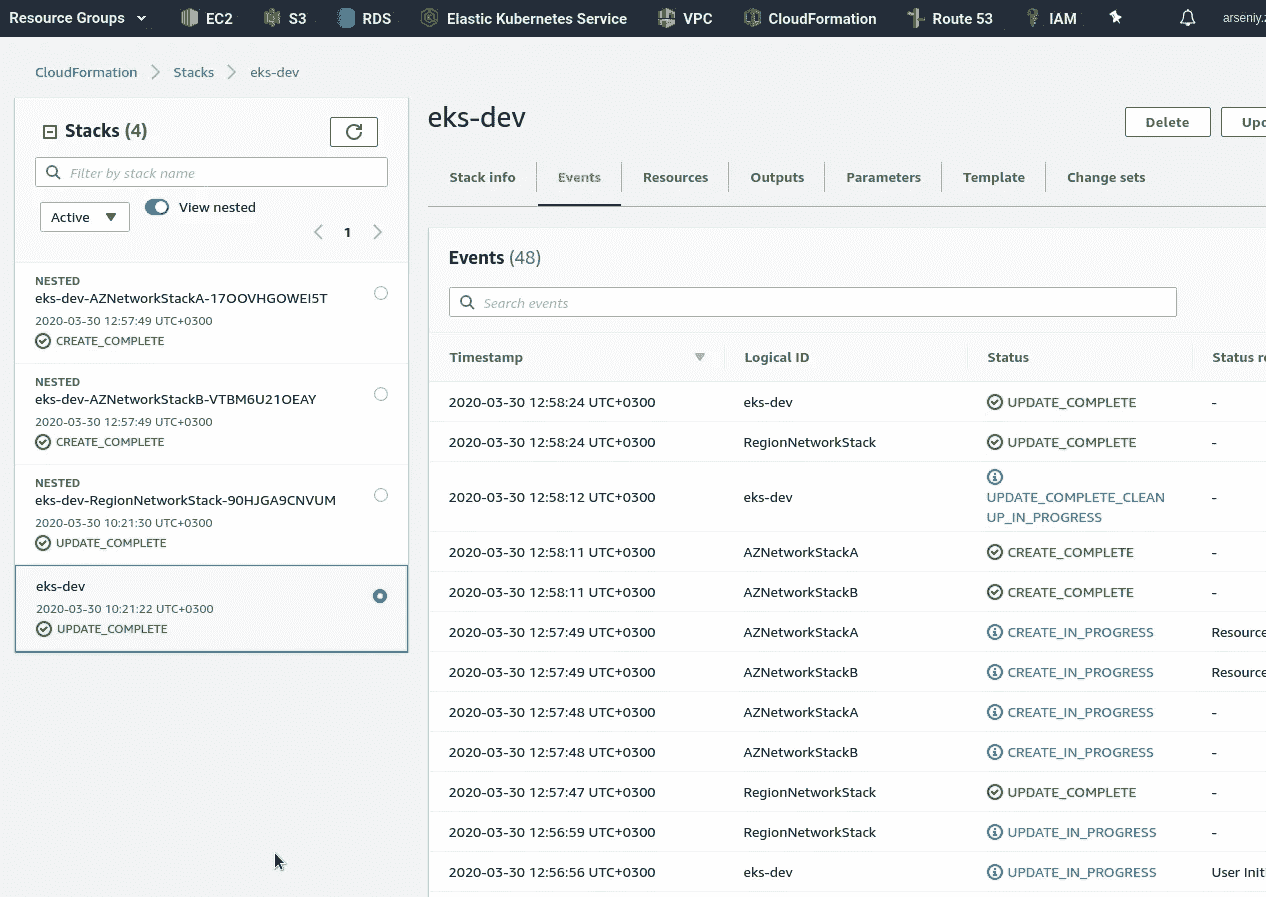 Resource Groups EC2 S3 RDS Elastic Kubernetes Service VPC CloudFormation Route 53 IAM arseniy.z
CloudFormation Stacks eks-dev
Stacks (4)
Filter by stack name
Active View nested
1
NESTED
eks-dev-AZNetworkStackA-17OOVHGOWEI5T
2020-03-30 12:57:49 UTC+0300
CREATE_COMPLETE
NESTED
eks-dev-AZNetworkStackB-VTBM6U21OEAY
2020-03-30 12:57:49 UTC+0300
CREATE_COMPLETE
NESTED
eks-dev-RegionNetworkStack-90HJGA9CNVUM
2020-03-30 10:21:30 UTC+0300
UPDATE_COMPLETE
eks-dev
2020-03-30 10:21:22 UTC+0300
UPDATE_COMPLETE
eks-dev
Delete Upd
Stack info Events Resources Outputs Parameters Template Change sets
Events (48)
Search events
Timestamp Logical ID Status Status re
2020-03-30 12:58:24 UTC+0300 eks-dev UPDATE_COMPLETE -
2020-03-30 12:58:24 UTC+0300 RegionNetworkStack UPDATE_COMPLETE -
2020-03-30 12:58:12 UTC+0300 eks-dev UPDATE_COMPLETE_CLEAN -
UP_IN_PROGRESS
2020-03-30 12:58:11 UTC+0300 AZNetworkStackA CREATE_COMPLETE -
2020-03-30 12:58:11 UTC+0300 AZNetworkStackB CREATE_COMPLETE -
2020-03-30 12:57:49 UTC+0300 AZNetworkStackA CREATE_IN_PROGRESS Resource
2020-03-30 12:57:49 UTC+0300 AZNetworkStackB CREATE_IN_PROGRESS Resource
2020-03-30 12:57:48 UTC+0300 AZNetworkStackA CREATE_IN_PROGRESS -
2020-03-30 12:57:48 UTC+0300 AZNetworkStackB CREATE_IN_PROGRESS -
2020-03-30 12:57:47 UTC+0300 RegionNetworkStack UPDATE_COMPLETE -
2020-03-30 12:56:59 UTC+0300 RegionNetworkStack UPDATE_IN_PROGRESS -
2020-03-30 12:56:56 UTC+0300 eks-dev UPDATE_IN_PROGRESS User Init